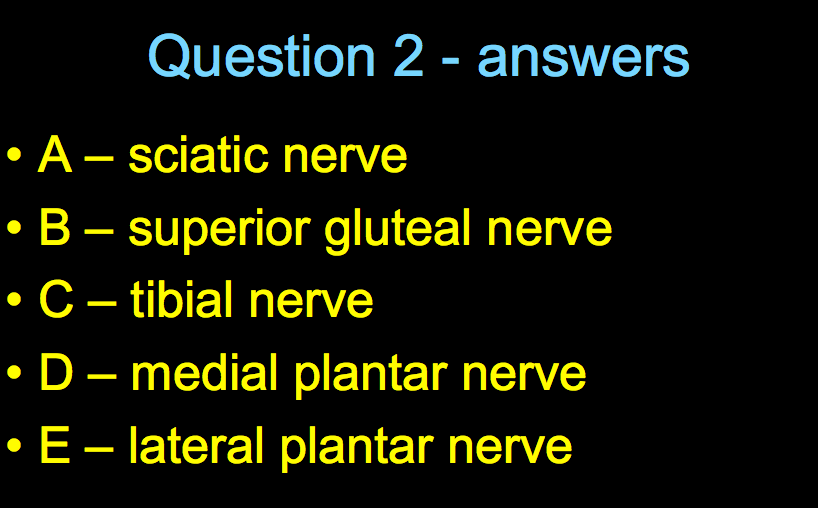 Question 2 - answers
• A – sciatic nerve
• B – superior gluteal nerve
• C – tibial nerve
• D – medial plantar nerve
• E – lateral plantar nerve